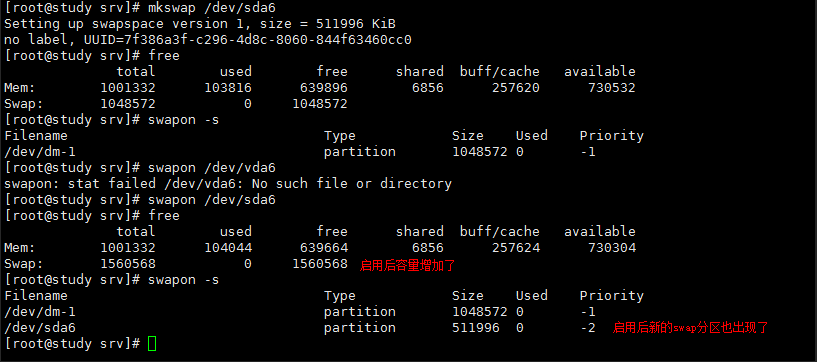 [root@study srv]# mkswap /dev/sda6
Setting up swapspace version 1, size = 511996 KiB
no label, UUID=7f386a3f-c296-4d8c-8060-844f63460cc0
[root@study srv]# free
total used free shared buff/cache available
Mem: 1001332 103816 639896 6856 257620 730532
Swap: 1048572 0 1048572
[root@study srv]# swapon -s
Filename Type Size Used Priority
/dev/dm-1 partition 1048572 0 -1
[root@study srv]# swapon /dev/vda6
swapon: stat failed /dev/vda6: No such file or directory
[root@study srv]# swapon /dev/sda6
[root@study srv]# free
total used free shared buff/cache available
Mem: 1001332 104044 639664 6856 257624 730304
Swap: 1560568 0 1560568 启用后容量增加了
[root@study srv]# swapon -s
Filename Type Size Used Priority
/dev/dm-1 partition 1048572 0 -1
/dev/sda6 partition 511996 0 -2 启用后新的swap分区也出现了
[root@study srv]#